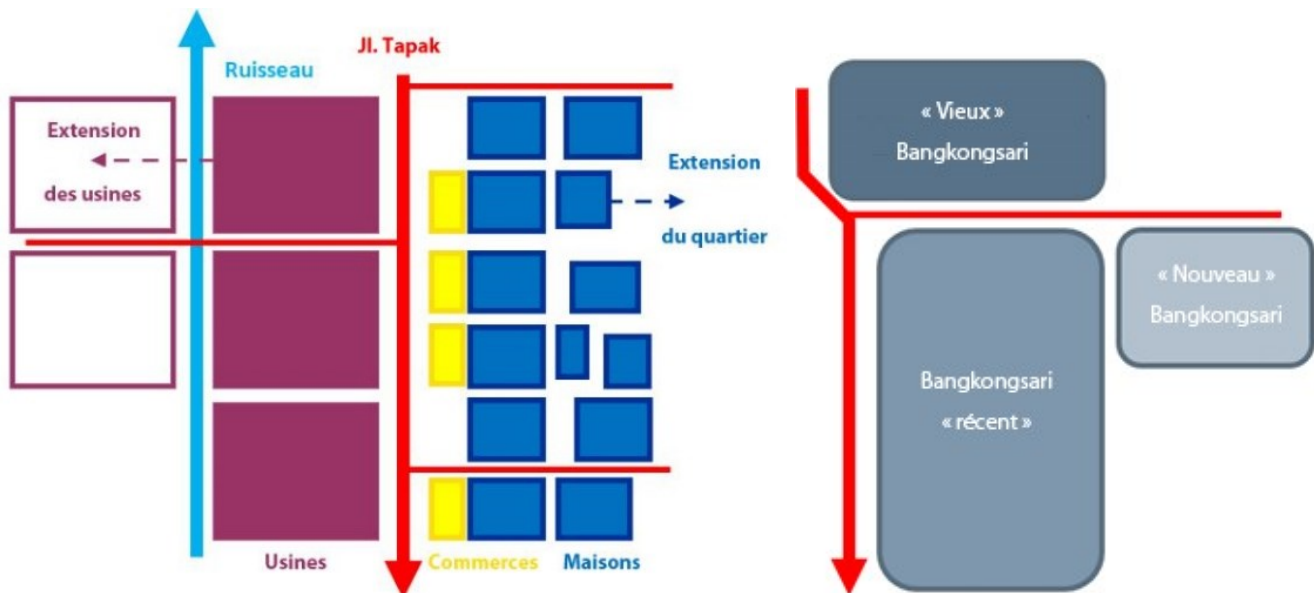 Jl. Tapak
Ruisseau
Extension
des usines
Extension
du quartier
Usines
Commerces
Maisons
« Vieux »
Bangkongsari
« Nouveau »
Bangkongsari
Bangkongsari
« récent »